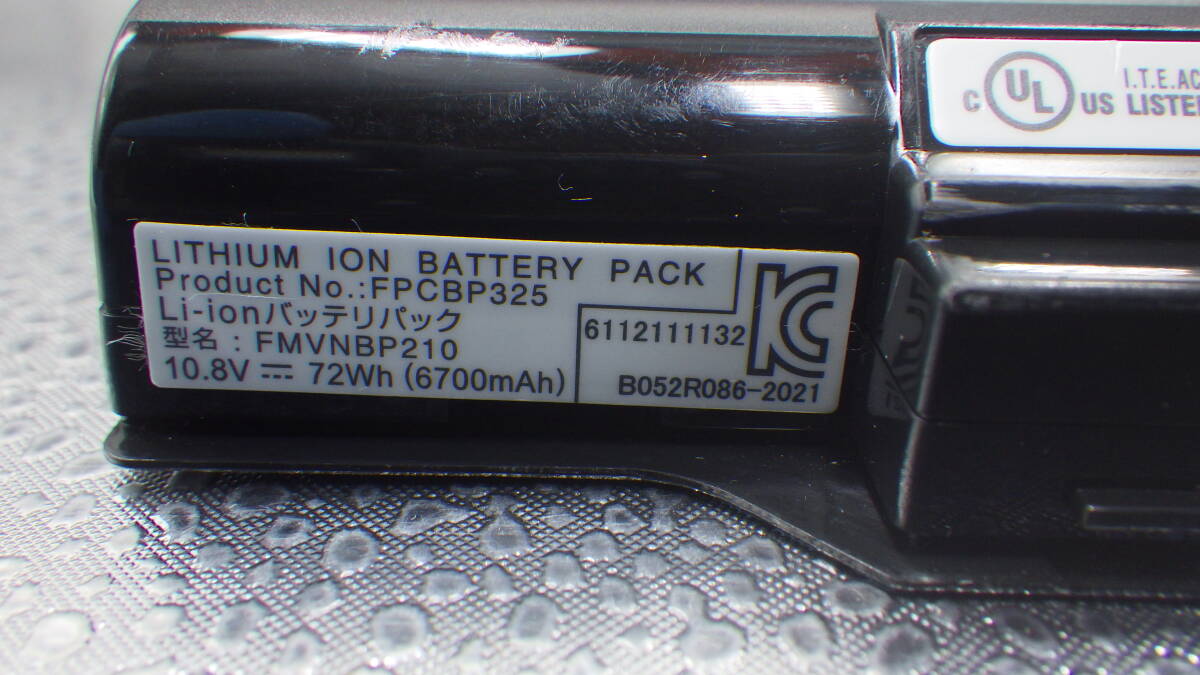 LITHIUM ION BATTERY PACK
Product No.:FPCBP325
Li-ionバッテリパック
型名 : FMVNBP210
10.8V ⎓ 72Wh (6700mAh)
6112111132
B052R086-2021
C UL US
I.T.E.AC
LISTE